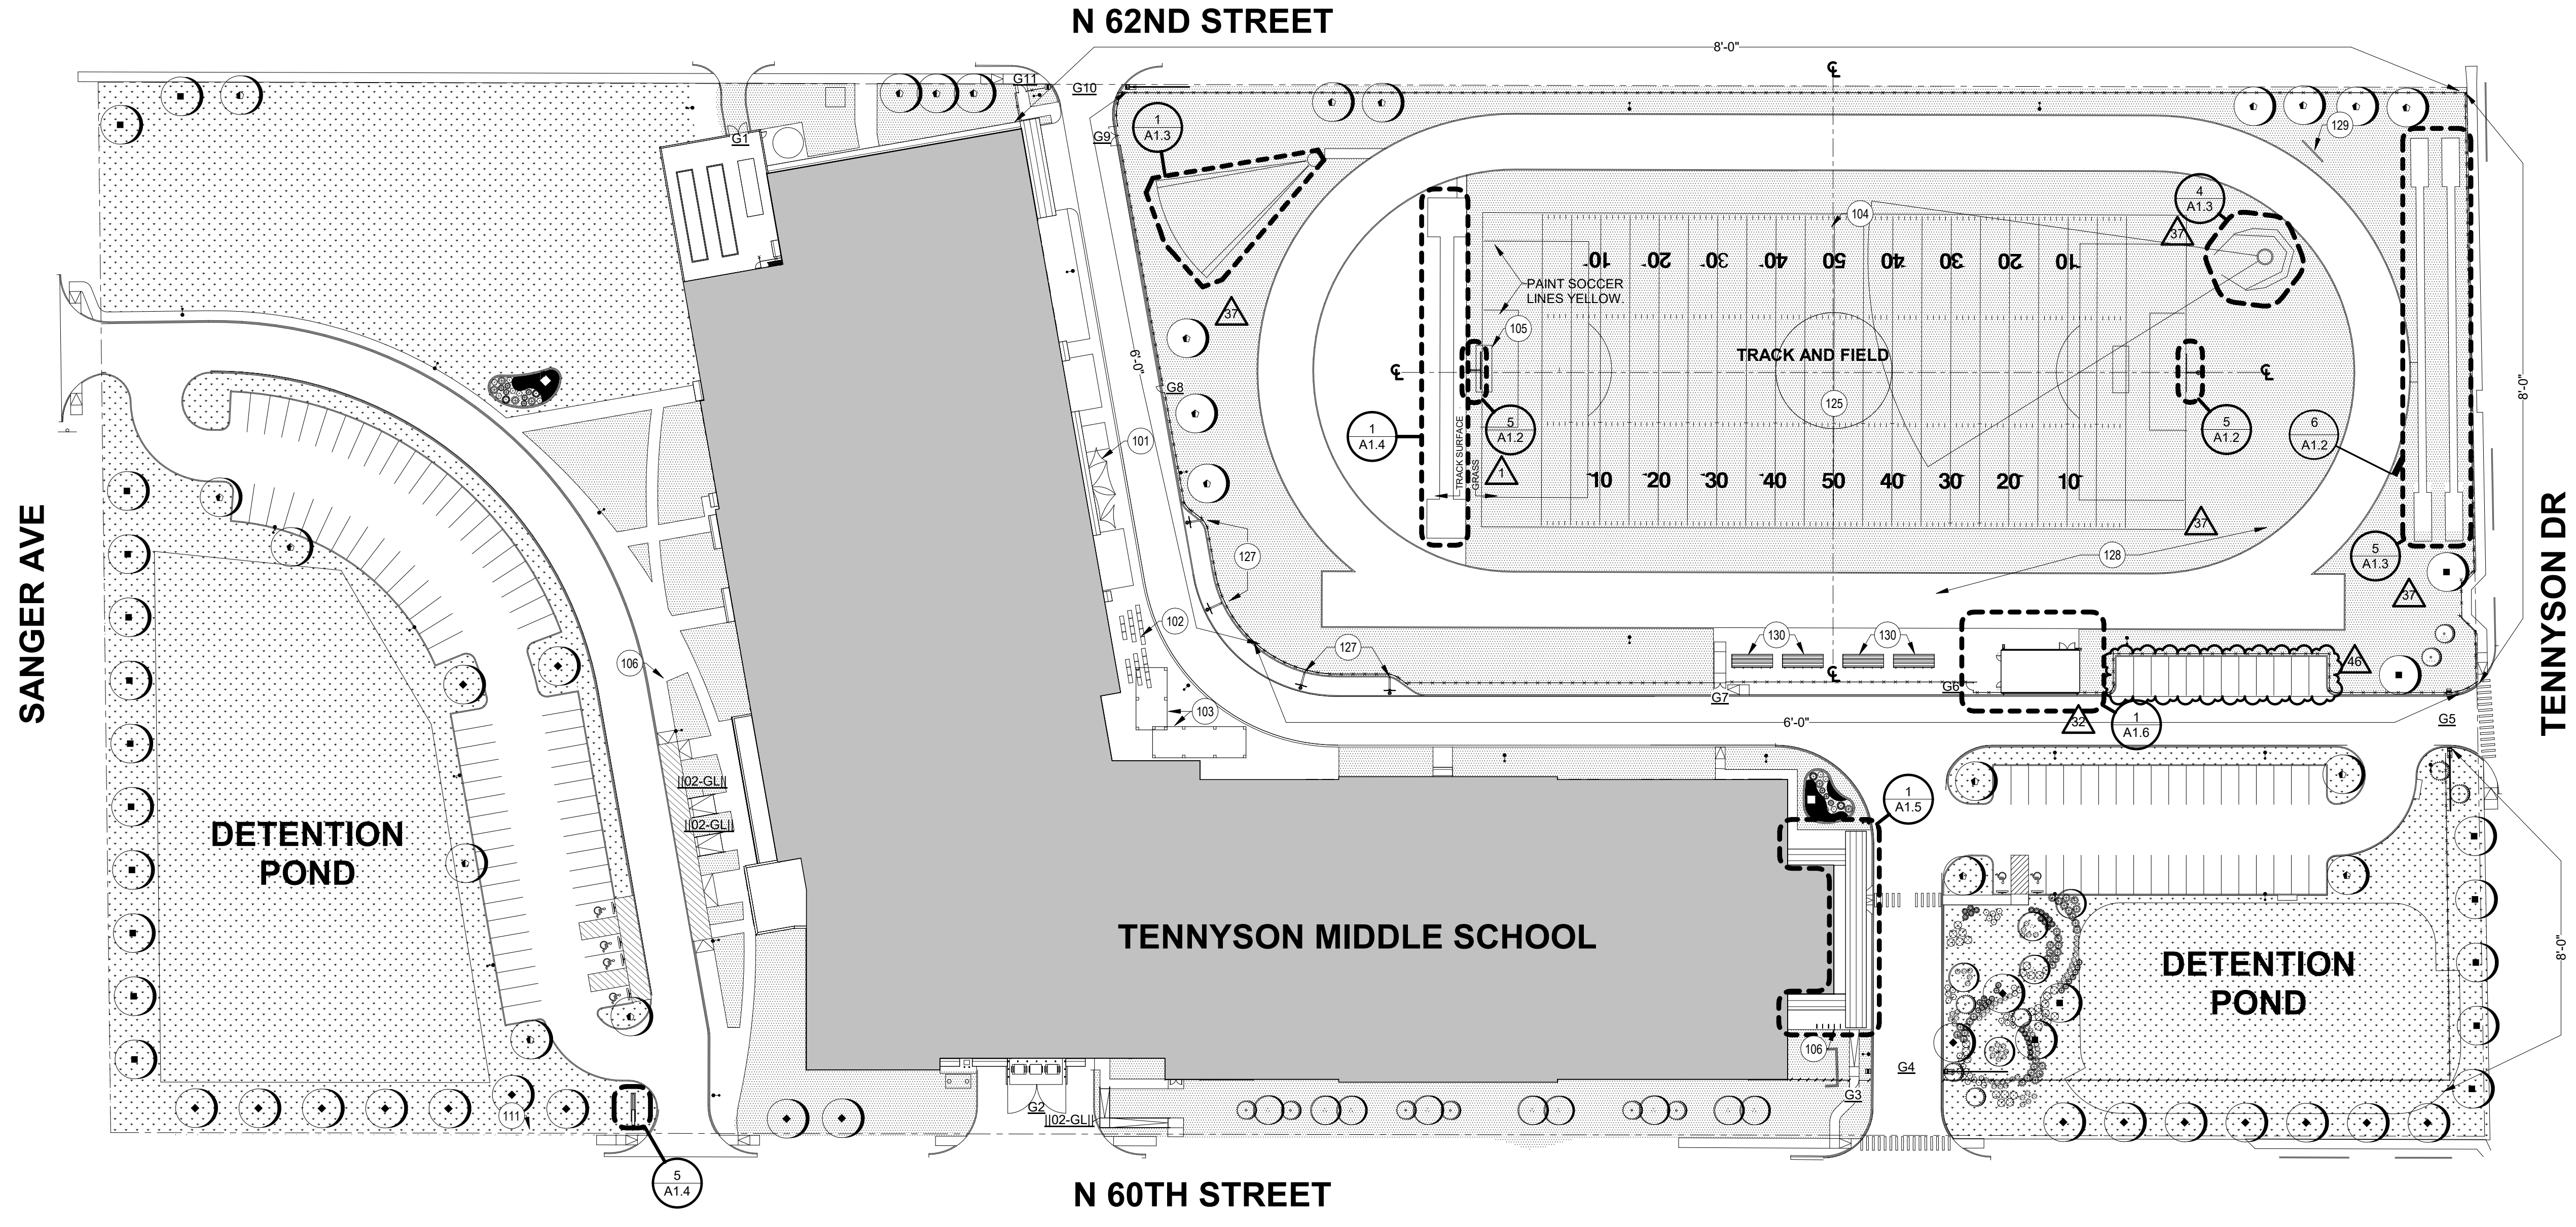 N 62ND STREET
8'-0"
G11
G10
G1
G9
1
A1.3
129
4
A1.3
37
104
10 20 30 40 50 40 30 20 10
PAINT SOCCER
LINES YELLOW.
37
105
6'-0"
TRACK AND FIELD
G8
8'-0"
125
1
A1.4
5
A1.2
5
A1.2
6
A1.2
TRACK SURFACE
GRASS
101
1
10 20 30 40 50 40 30 20 10
37
SANGER AVE
TENNYSON DR
127
128
5
A1.3
37
102
130
130
127
106
46
G6
G7
103
6'-0"
32
1
A1.6
G5
||02-GL||
1
A1.5
||02-GL||
DETENTION
POND
TENNYSON MIDDLE SCHOOL
DETENTION
POND
8'-0"
106
G4
G3
111
G2
||02-GL||
5
A1.4
N 60TH STREET